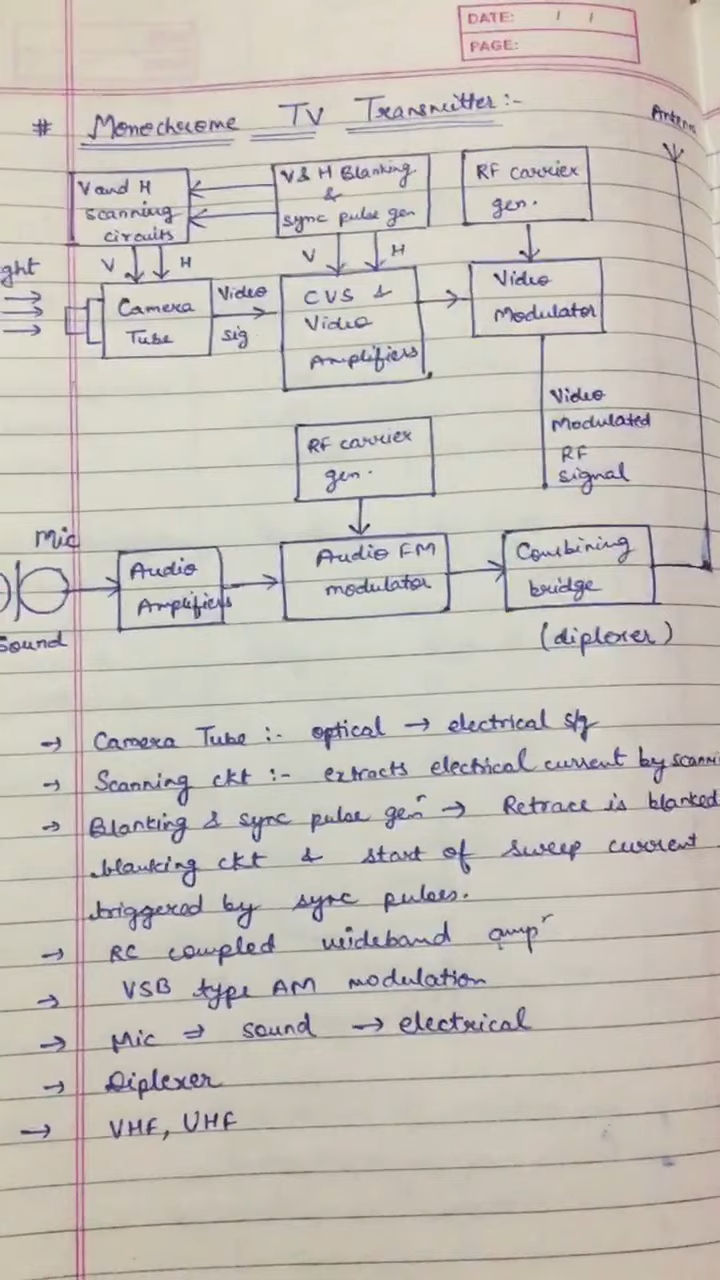 DATE: / /
PAGE:
# Monochrome TV Transmitter :-
Antenn
V and H scanning circuits
V & H Blanking & sync pulse gen
RF carrier gen.
V H
V H
ght
Camera Tube
Video sig
CVS & Video Amplifiers
Video Modulator
Video Modulated RF signal
RF carrier gen.
Mic
Audio Amplifiers
Audio FM modulator
Combining bridge
Sound
(diplexer)
→ Camera Tube :- optical → electrical s/g
→ Scanning ckt :- extracts electrical current by scanni
→ Blanking & sync pulse genʳ → Retrace is blanked
blanking ckt & start of sweep current
triggered by sync pulses.
→ RC coupled wideband ampʳ
→ VSB type AM modulation
→ Mic → sound → electrical
→ Diplexer
→ VHF, UHF